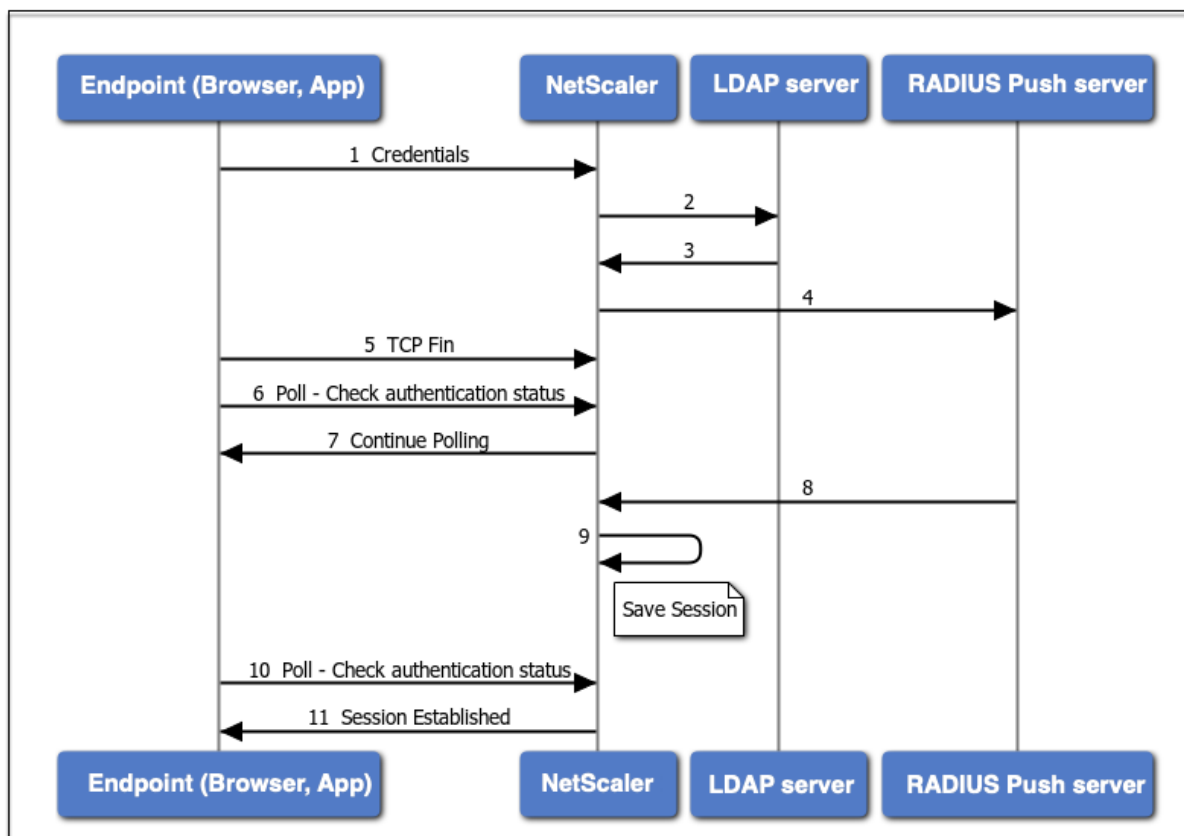 Endpoint (Browser, App)
NetScaler
LDAP server
RADIUS Push server
1 Credentials
2
3
4
5 TCP Fin
6 Poll - Check authentication status
7 Continue Polling
8
9
Save Session
10 Poll - Check authentication status
11 Session Established
Endpoint (Browser, App)
NetScaler
LDAP server
RADIUS Push server